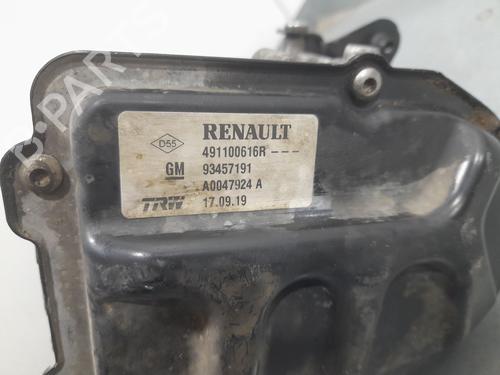 B-PARTS
D55
RENAULT
491100616R ---
GM 93457191
A0047924 A
TRW 17.09.19